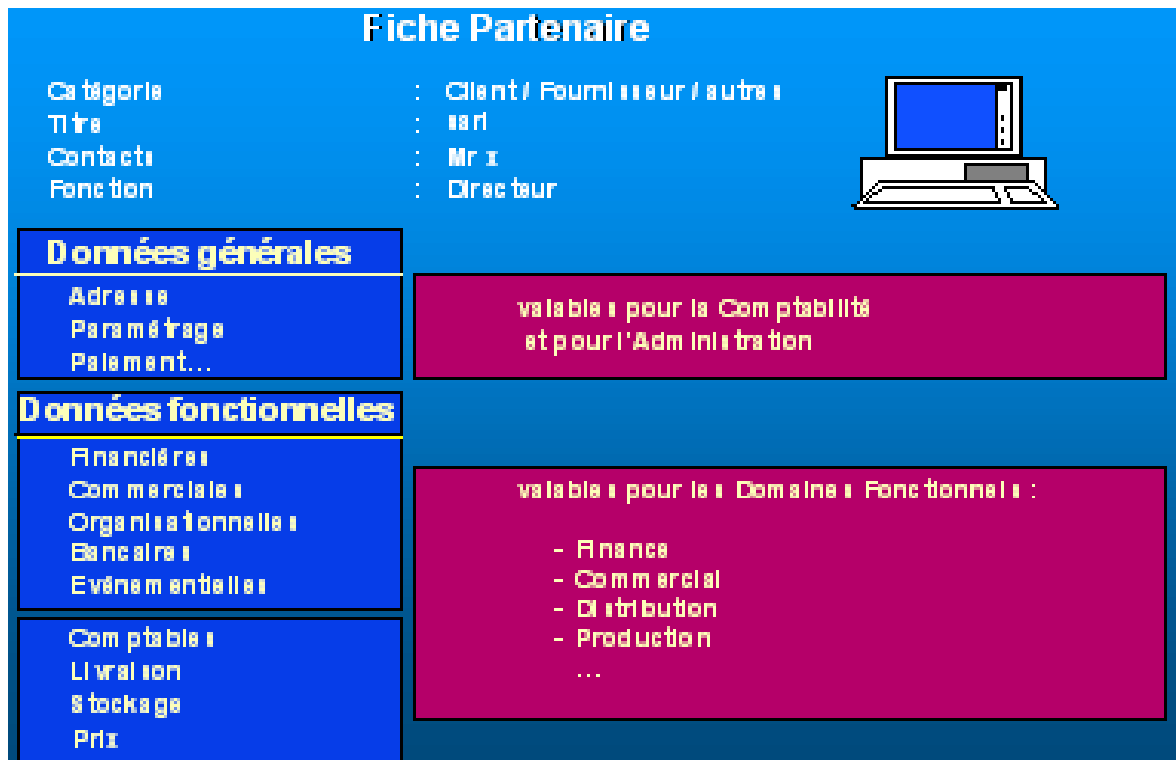 Fiche Partenaire
Catégorie : Client / Fournisseur / autres
Titre : sarl
Contacts : Mr x
Fonction : Directeur
Données générales
Adresse
Paramétrage
Paiement...
valables pour la Comptabilité
et pour l'Administration
Données fonctionnelles
Financières
Commerciales
Organisationnelles
Bancaires
Evénementielles
valables pour les Domaines Fonctionnels :
- Finance
- Commercial
- Distribution
- Production
...
Comptables
Livraison
Stockage
Prix